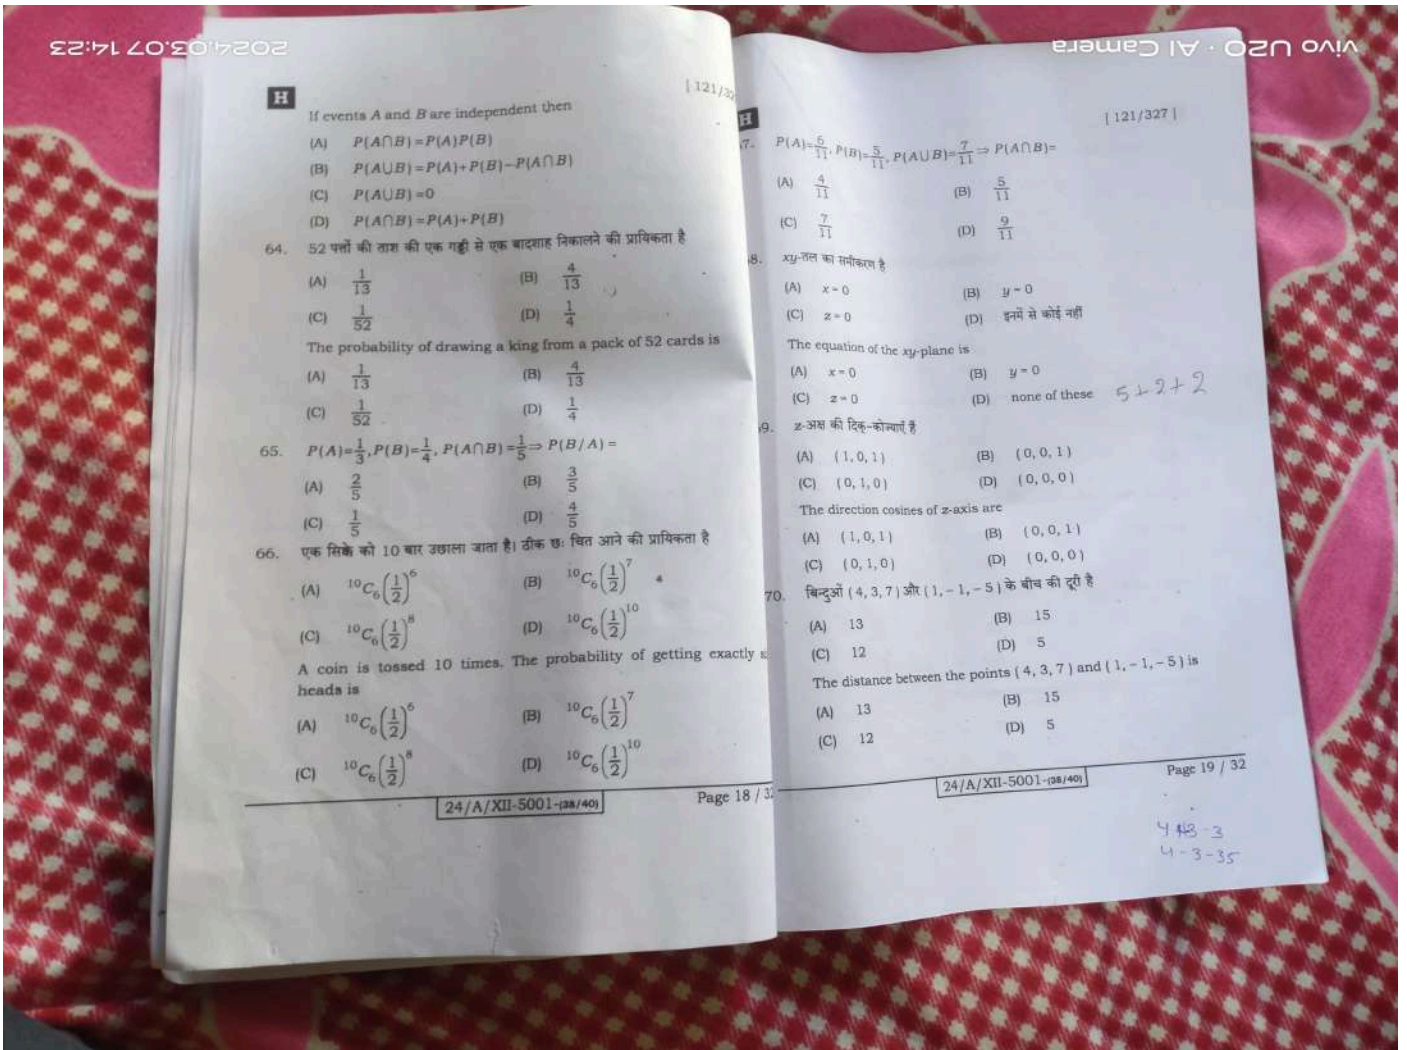 2024.03.07 14:23
vivo U20 · AI Camera
H
[ 121/32
If events A and B are independent then
(A) P(A∩B)=P(A)P(B)
(B) P(A∪B)=P(A)+P(B)–P(A∩B)
(C) P(A∪B)=0
(D) P(A∩B)=P(A)+P(B)
64. 52 पत्तों की ताश की एक गड्डी से एक बादशाह निकालने की प्रायिकता है
(A) 1/13 (B) 4/13
(C) 1/52 (D) 1/4
The probability of drawing a king from a pack of 52 cards is
(A) 1/13 (B) 4/13
(C) 1/52 (D) 1/4
65. P(A)=1/3, P(B)=1/4, P(A∩B)=1/5 ⇒ P(B/A) =
(A) 2/5 (B) 3/5
(C) 1/5 (D) 4/5
66. एक सिक्के को 10 बार उछाला जाता है। ठीक छः चित आने की प्रायिकता है
(A) ¹⁰C₆(1/2)⁶ (B) ¹⁰C₆(1/2)⁷
(C) ¹⁰C₆(1/2)⁸ (D) ¹⁰C₆(1/2)¹⁰
A coin is tossed 10 times. The probability of getting exactly
heads is
(A) ¹⁰C₆(1/2)⁶ (B) ¹⁰C₆(1/2)⁷
(C) ¹⁰C₆(1/2)⁸ (D) ¹⁰C₆(1/2)¹⁰
24/A/XII-5001-(38/40)
Page 18 / 32
H
[ 121/327 ]
7. P(A)=6/11, P(B)=5/11, P(A∪B)=7/11 ⇒ P(A∩B)=
(A) 4/11 (B) 5/11
(C) 7/11 (D) 9/11
8. xy-तल का समीकरण है
(A) x=0 (B) y=0
(C) z=0 (D) इनमें से कोई नहीं
The equation of the xy-plane is
(A) x=0 (B) y=0
(C) z=0 (D) none of these 5+2+2
9. z-अक्ष की दिक्-कोज्याएँ हैं
(A) (1,0,1) (B) (0,0,1)
(C) (0,1,0) (D) (0,0,0)
The direction cosines of z-axis are
(A) (1,0,1) (B) (0,0,1)
(C) (0,1,0) (D) (0,0,0)
70. बिन्दुओं (4,3,7) और (1,–1,–5) के बीच की दूरी है
(A) 13 (B) 15
(C) 12 (D) 5
The distance between the points (4,3,7) and (1,–1,–5) is
(A) 13 (B) 15
(C) 12 (D) 5
24/A/XII-5001-(38/40)
Page 19 / 32
4-3-35